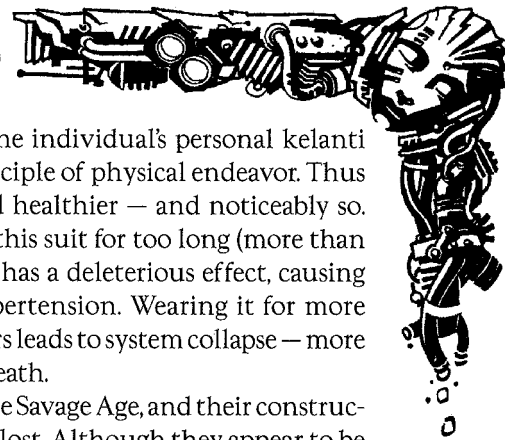 ne individual's personal kelanti
ciple of physical endeavor. Thus
l healthier — and noticeably so.
this suit for too long (more than
has a deleterious effect, causing
pertension. Wearing it for more
rs leads to system collapse — more
eath.
e Savage Age, and their construc-
lost. Although they appear to be